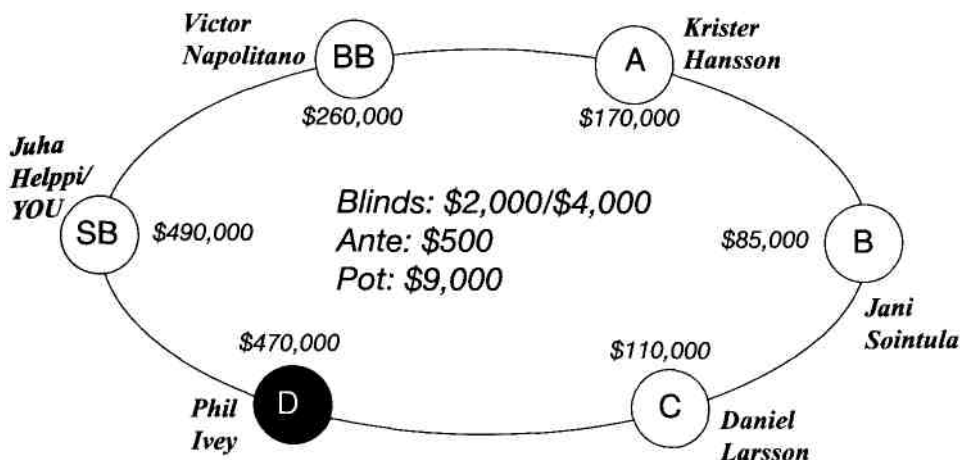 Victor
Napolitano
BB
$260,000
A
Krister
Hansson
$170,000
Juha
Helppi/
YOU
SB
$490,000
Blinds: $2,000/$4,000
Ante: $500
Pot: $9,000
$85,000
B
Jani
Sointula
$470,000
D
Phil
Ivey
$110,000
C
Daniel
Larsson